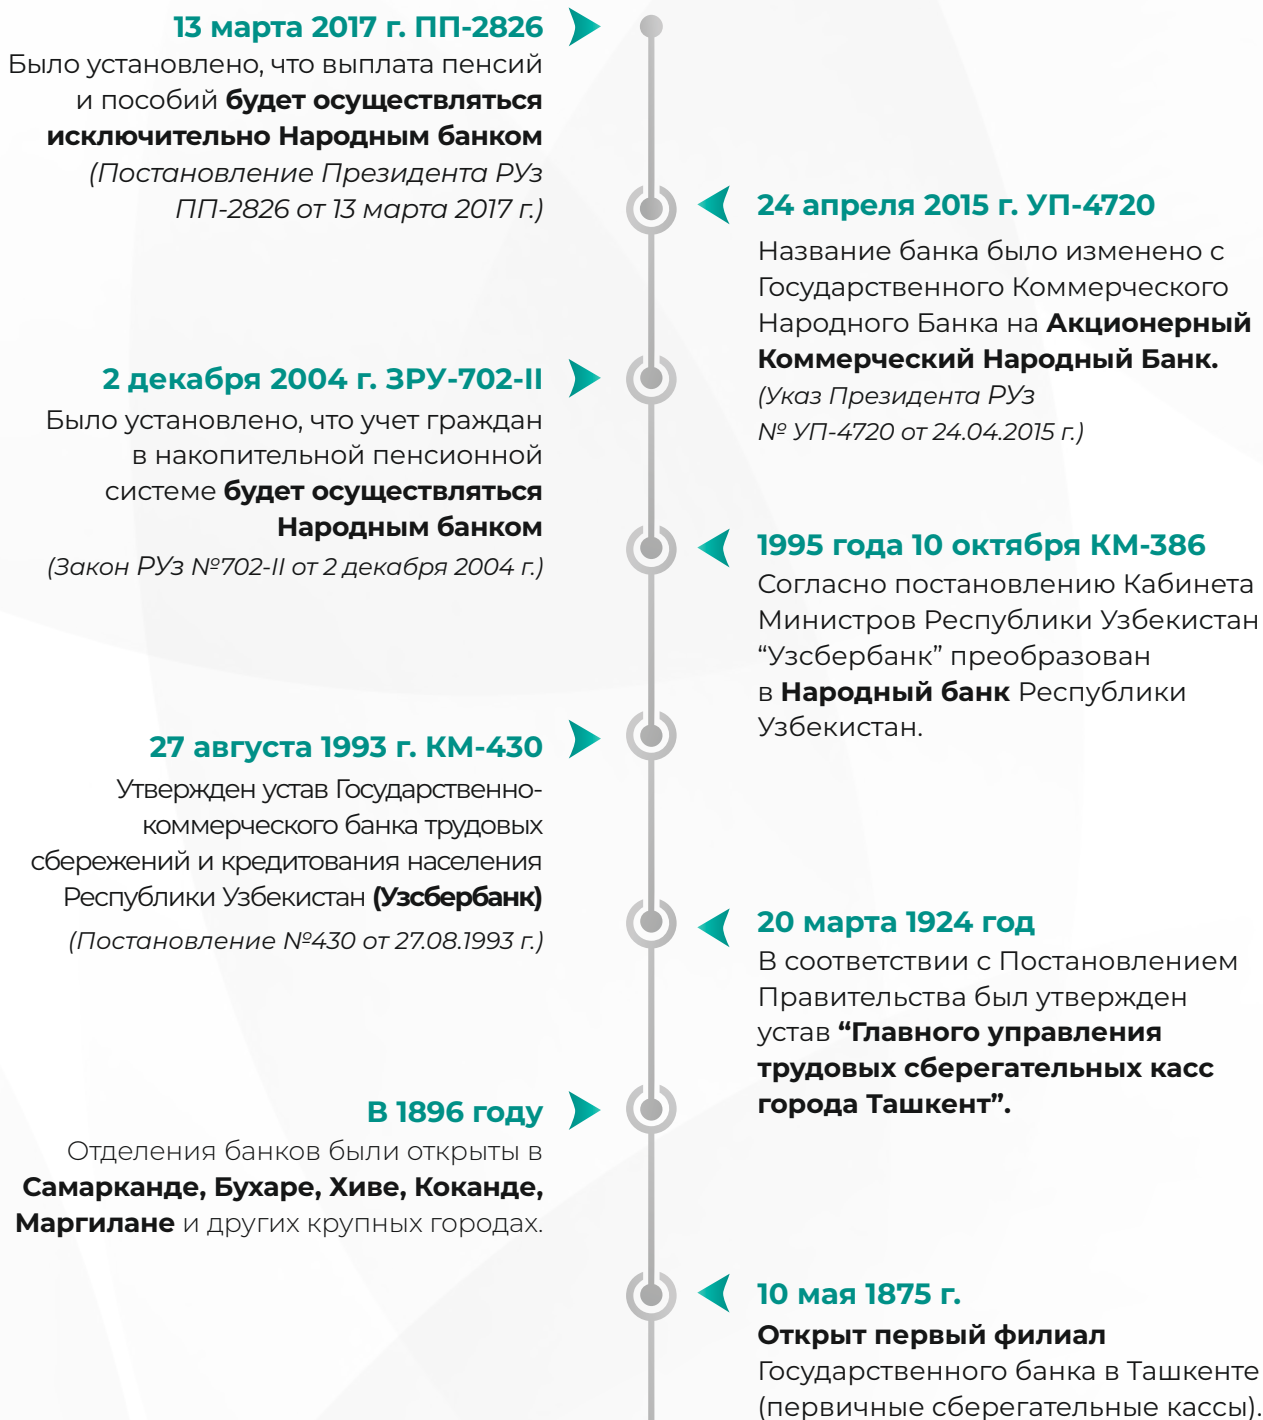 13 марта 2017 г. ПП-2826
Было установлено, что выплата пенсий
и пособий будет осуществляться
исключительно Народным банком
(Постановление Президента РУз
ПП-2826 от 13 марта 2017 г.)
24 апреля 2015 г. УП-4720
Название банка было изменено с
Государственного Коммерческого
Народного Банка на Акционерный
Коммерческий Народный Банк.
(Указ Президента РУз
№ УП-4720 от 24.04.2015 г.)
2 декабря 2004 г. ЗРУ-702-II
Было установлено, что учет граждан
в накопительной пенсионной
системе будет осуществляться
Народным банком
(Закон РУз №702-II от 2 декабря 2004 г.)
1995 года 10 октября КМ-386
Согласно постановлению Кабинета
Министров Республики Узбекистан
“Узсбербанк” преобразован
в Народный банк Республики
Узбекистан.
27 августа 1993 г. КМ-430
Утвержден устав Государственно-
коммерческого банка трудовых
сбережений и кредитования населения
Республики Узбекистан (Узсбербанк)
(Постановление №430 от 27.08.1993 г.)
20 марта 1924 год
В соответствии с Постановлением
Правительства был утвержден
устав “Главного управления
трудовых сберегательных касс
города Ташкент”.
В 1896 году
Отделения банков были открыты в
Самарканде, Бухаре, Хиве, Коканде,
Маргилане и других крупных городах.
10 мая 1875 г.
Открыт первый филиал
Государственного банка в Ташкенте
(первичные сберегательные кассы).